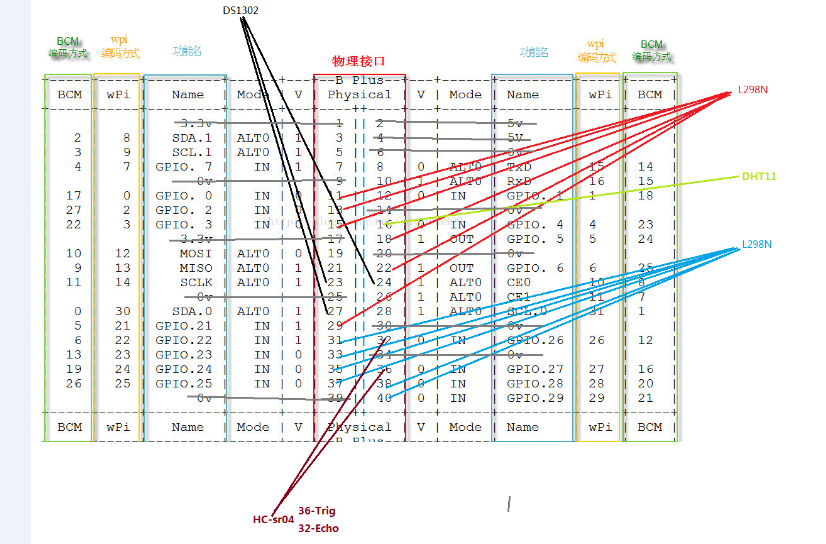 DS1302
BCM 编码方式 wpi 编码方式 功能名 物理接口 功能名 wpi 编码方式 BCM 编码方式
B Plus
BCM wPi Name Mode V Physical V Mode Name wPi BCM
L298N
3.3v 1 2 5v
2 8 SDA.1 ALT0 1 3 4 5V
3 9 SCL.1 ALT0 1 5 6
4 7 GPIO. 7 IN 1 7 8 0 ALT0 TxD 15 14
0v 9 10 1 ALT0 RxD 16 15
DHT11
17 0 GPIO. 0 IN 0 11 12 0 IN GPIO. 1 1 18
27 2 GPIO. 2 IN 13 14 0v
22 3 GPIO. 3 IN 0 15 16 0 IN GPIO. 4 4 23
3.3v 17 18 1 OUT GPIO. 5 5 24
L298N
10 12 MOSI ALT0 0 19 20 0v
9 13 MISO ALT0 1 21 22 1 OUT GPIO. 6 6 25
11 14 SCLK ALT0 1 23 24 1 ALT0 CE0 10 8
0v 25 26 1 ALT0 CE1 11 7
0 30 SDA.0 ALT0 1 27 28 1 ALT0 SCL.0 31 1
5 21 GPIO.21 IN 1 29 30 0v
6 22 GPIO.22 IN 1 31 32 0 IN GPIO.26 26 12
13 23 GPIO.23 IN 0 33 34 0v
19 24 GPIO.24 IN 0 35 36 0 IN GPIO.27 27 16
26 25 GPIO.25 IN 0 37 38 0 IN GPIO.28 28 20
0v 39 40 0 IN GPIO.29 29 21
BCM wPi Name Mode V Physical V Mode Name wPi BCM
B Plus
HC-sr04 36-Trig
32-Echo